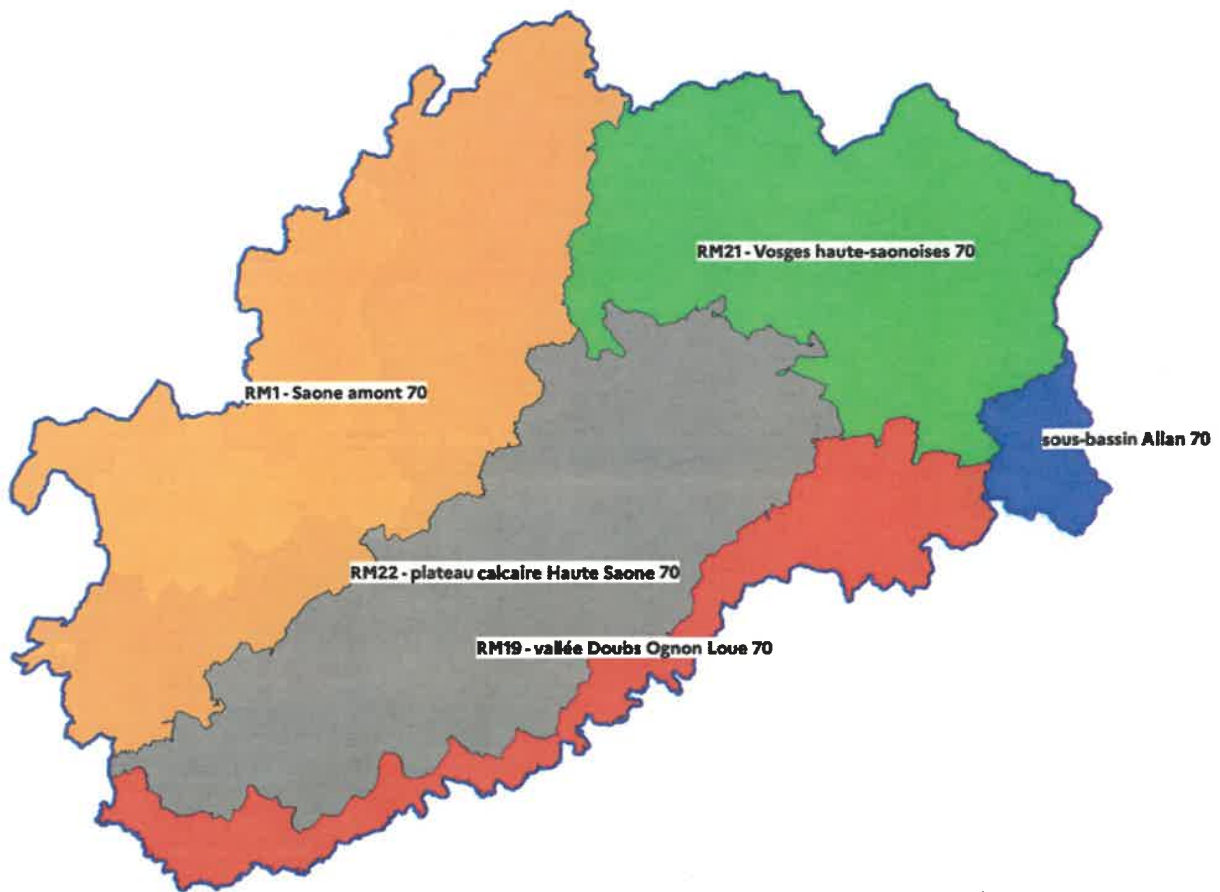 RM21 - Vosges haute-saonoises 70
RM1 - Saone amont 70
sous-bassin Allan 70
RM22 - plateau calcaire Haute Saone 70
RM19 - vallée Doubs Ognon Loue 70